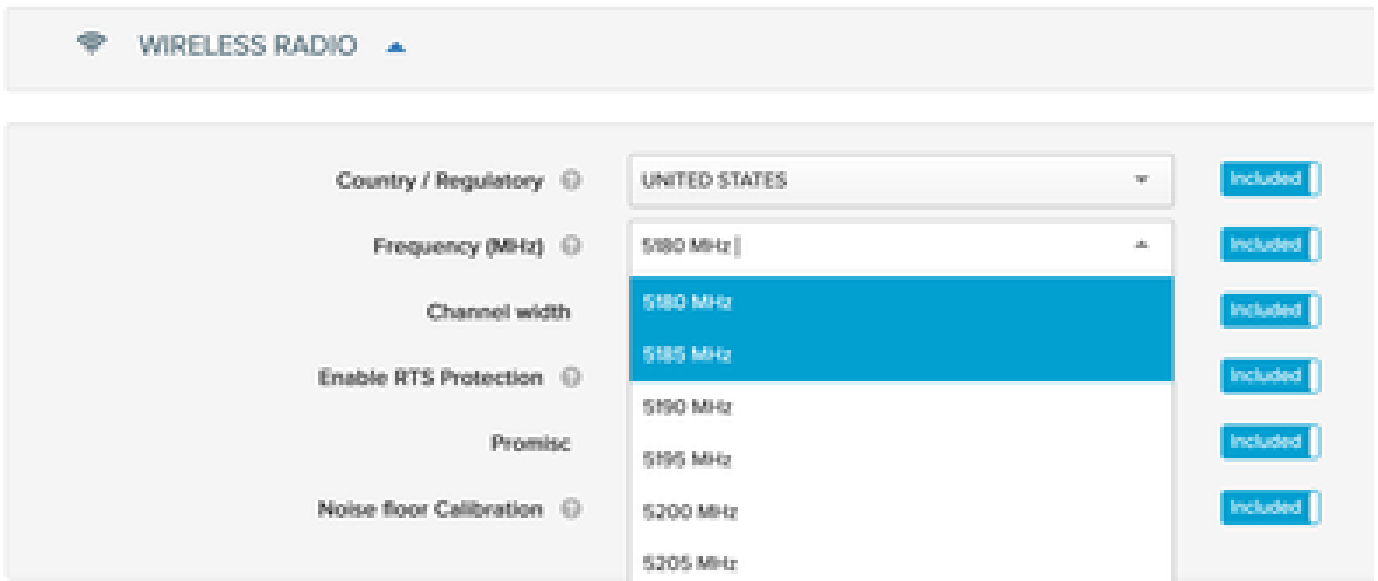 WIRELESS RADIO
Country / Regulatory UNITED STATES Included
Frequency (MHz) 5180 MHz Included
Channel width 5180 MHz Included
5185 MHz
Enable RTS Protection Included
5190 MHz
Promisc 5195 MHz Included
Noise floor Calibration 5200 MHz Included
5205 MHz